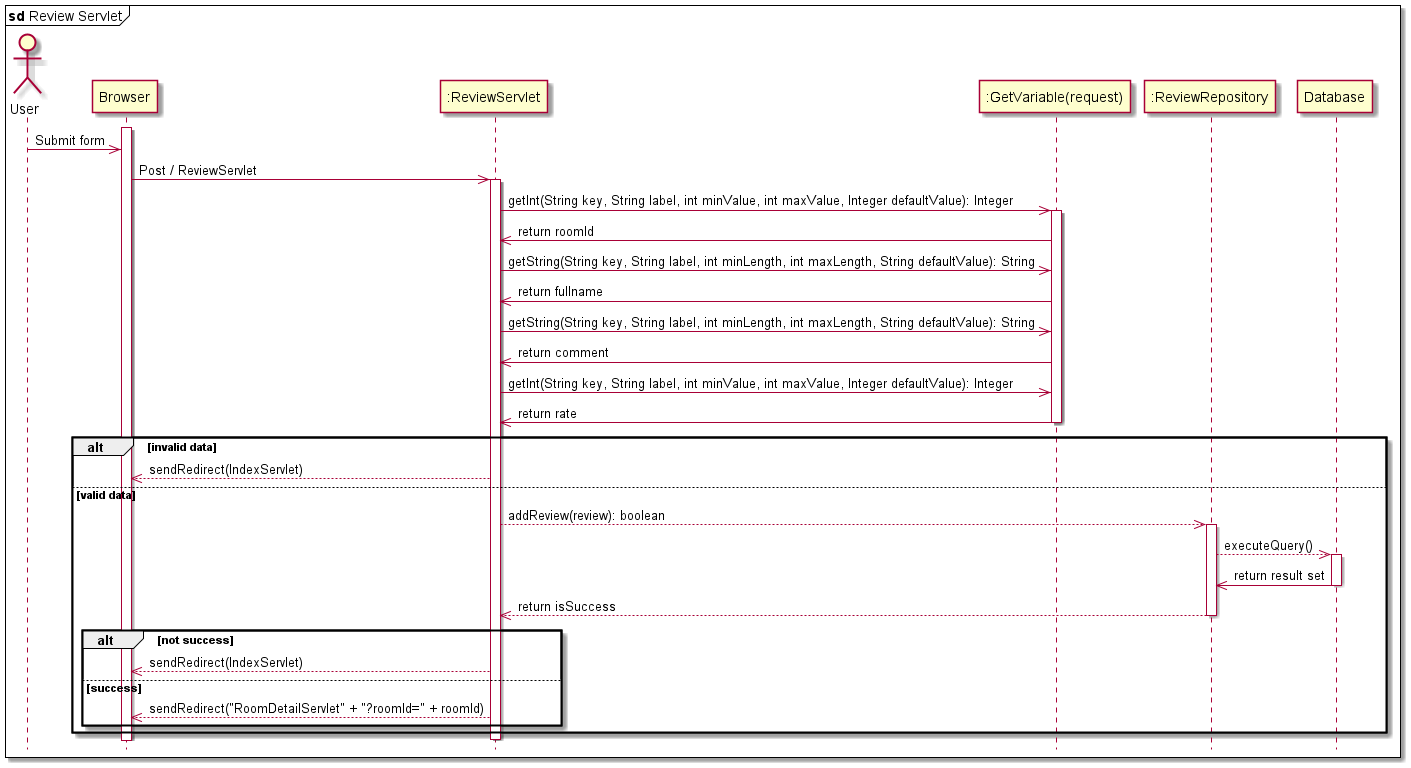 sd Review Servlet
User
Browser
:ReviewServlet
:GetVariable(request)
:ReviewRepository
Database
Submit form
Post / ReviewServlet
getInt(String key, String label, int minValue, int maxValue, Integer defaultValue): Integer
return roomId
getString(String key, String label, int minLength, int maxLength, String defaultValue): String
return fullname
getString(String key, String label, int minLength, int maxLength, String defaultValue): String
return comment
getInt(String key, String label, int minValue, int maxValue, Integer defaultValue): Integer
return rate
alt [invalid data]
sendRedirect(IndexServlet)
[valid data]
addReview(review): boolean
executeQuery()
return result set
return isSuccess
alt [not success]
sendRedirect(IndexServlet)
[success]
sendRedirect("RoomDetailServlet" + "?roomId=" + roomId)